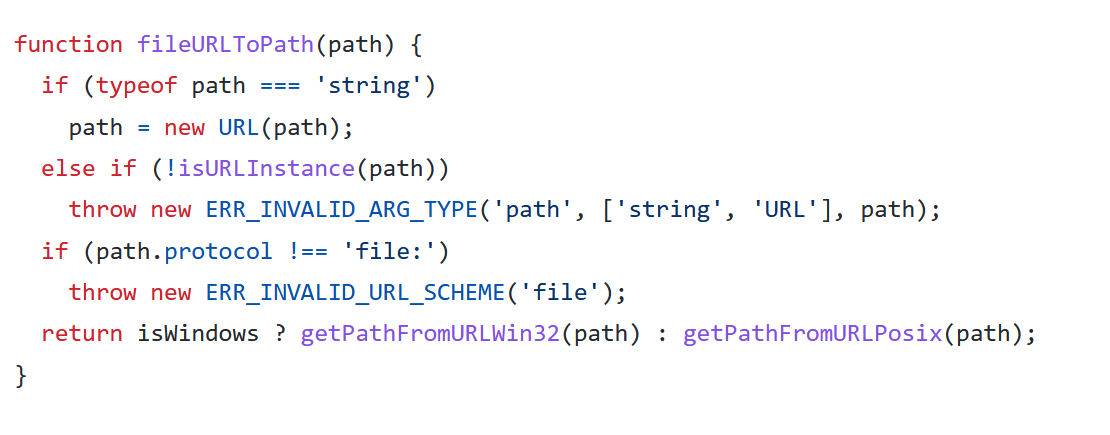 function fileURLToPath(path) {
  if (typeof path === 'string')
    path = new URL(path);
  else if (!isURLInstance(path))
    throw new ERR_INVALID_ARG_TYPE('path', ['string', 'URL'], path);
  if (path.protocol !== 'file:')
    throw new ERR_INVALID_URL_SCHEME('file');
  return isWindows ? getPathFromURLWin32(path) : getPathFromURLPosix(path);
}